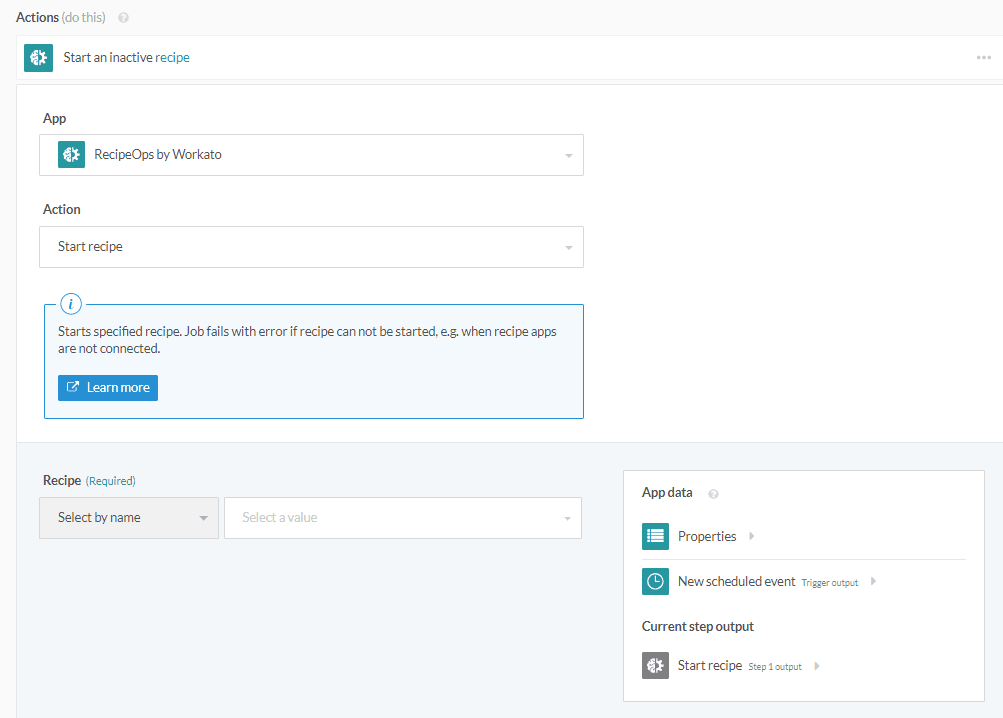 Actions (do this) ?
Start an inactive recipe
App
RecipeOps by Workato
Action
Start recipe
i
Starts specified recipe. Job fails with error if recipe can not be started, e.g. when recipe apps
are not connected.
Learn more
Recipe (Required)
Select by name
Select a value
App data ?
Properties
New scheduled event Trigger output
Current step output
Start recipe Step 1 output